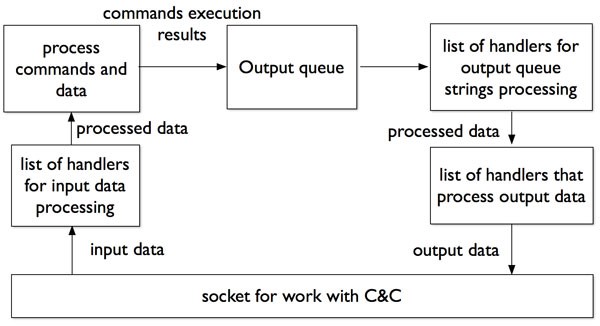 commands execution
results
process
commands and
data
Output queue
list of handlers for
output queue
strings processing
processed data
processed data
list of handlers
for input data
processing
list of handlers that
process output data
input data
output data
socket for work with C&C